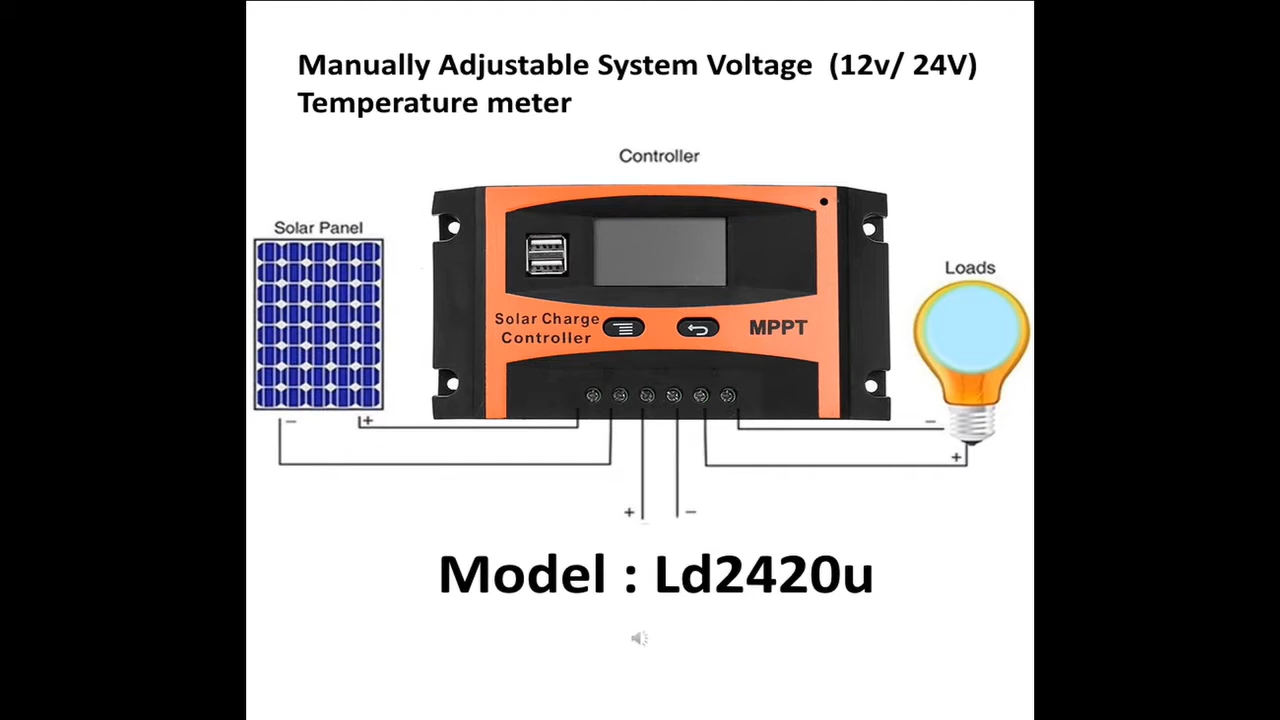 Manually Adjustable System Voltage (12v/ 24V)
Temperature meter
Controller
Solar Panel
Loads
Solar Charge
Controller
MPPT
− +
−
+
+ −
Model : Ld2420u